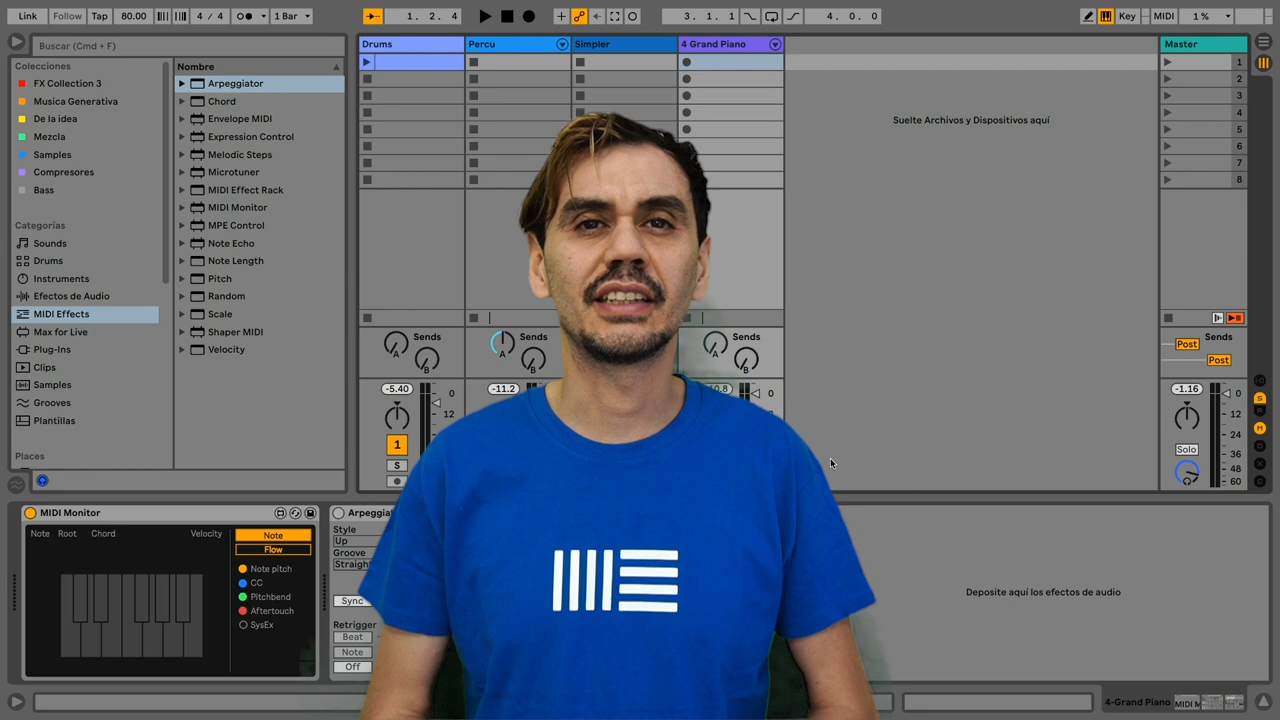 Link Follow Tap 80.00 4 / 4 1 Bar 1. 2. 4 3. 1. 1 4. 0. 0 Key MIDI 1 %
Buscar (Cmd + F)
Colecciones
FX Collection 3
Musica Generativa
De la idea
Mezcla
Samples
Compresores
Bass
Categorías
Sounds
Drums
Instruments
Efectos de Audio
MIDI Effects
Max for Live
Plug-Ins
Clips
Samples
Grooves
Plantillas
Places
Nombre
Arpeggiator
Chord
Envelope MIDI
Expression Control
Melodic Steps
Microtuner
MIDI Effect Rack
MIDI Monitor
MPE Control
Note Echo
Note Length
Pitch
Random
Scale
Shaper MIDI
Velocity
Drums Percu Simpler 4 Grand Piano Master
1
2
3
4
5
6
7
8
Suelte Archivos y Dispositivos aquí
Sends Sends Sends Sends
A A A Post
B B B Post
-5.40 -11.2 -1.16
0 0 0
12 12 12
24
36
48
60
1
S
Solo
MIDI Monitor
Note Root Chord Velocity
Note
Flow
Note pitch
CC
Pitchbend
Aftertouch
SysEx
Style
Up
Groove
Straight
Sync
Retrigger
Beat
Note
Off
Deposite aquí los efectos de audio
4-Grand Piano